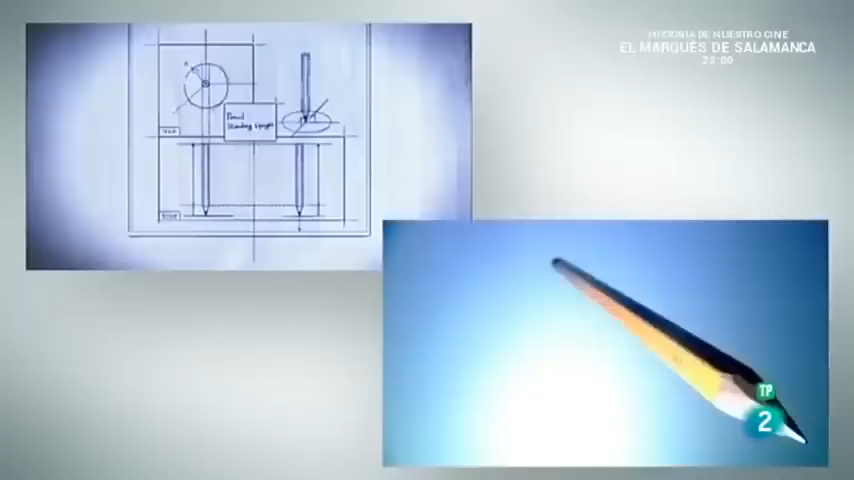 HISTORIA DE NUESTRO CINE
EL MARQUÉS DE SALAMANCA
22:00
Pencil
Standing Upright
TP
2